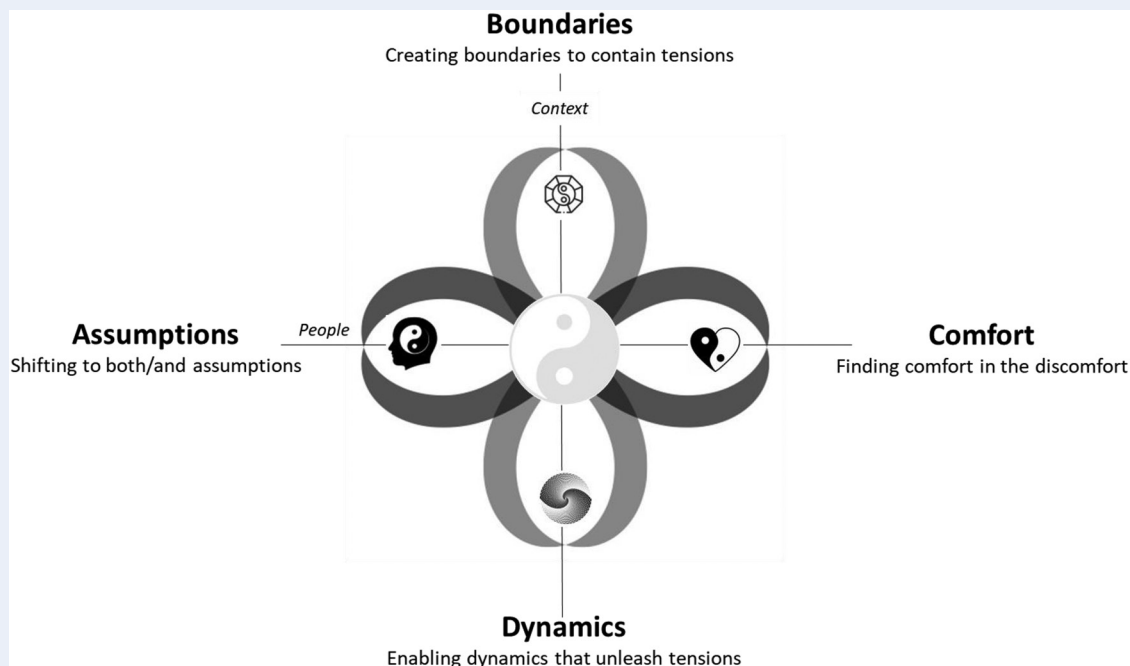 Boundaries
Creating boundaries to contain tensions
Context
Assumptions
People
Shifting to both/and assumptions
Comfort
Finding comfort in the discomfort
Dynamics
Enabling dynamics that unleash tensions